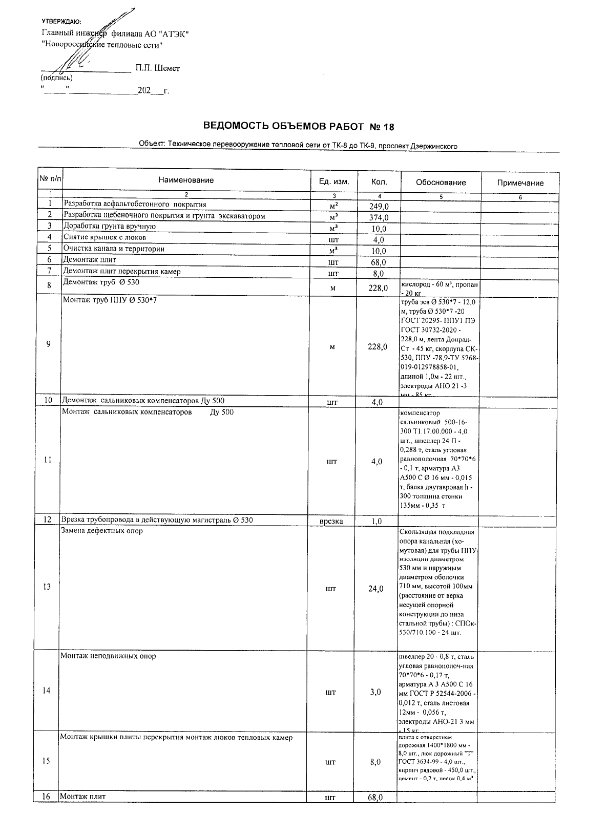 УТВЕРЖДАЮ:
Главный инженер филиала АО "АТЭК"
"Новороссийские тепловые сети"
П.П. Шемет
(подпись)
"______" ____________202___г.
ВЕДОМОСТЬ ОБЪЕМОВ РАБОТ № 18
Объект: Техническое перевооружение тепловой сети от ТК-8 до ТК-9, проспект Дзержинского
№ п/п Наименование Ед. изм. Кол. Обоснование Примечание
2 3 4 5 6
1 Разработка асфальтобетонного покрытия м² 249,0
2 Разработка щебеночного покрытия и грунта экскаватором м³ 374,0
3 Доработка грунта вручную м³ 10,0
4 Снятие крышек с люков шт 4,0
5 Очистка канала и территории м³ 10,0
6 Демонтаж плит шт 68,0
7 Демонтаж плит перекрытия камер шт 8,0
8 Демонтаж труб Ø 530 м 228,0 кислород - 60 м³, пропан
- 20 кг
9 Монтаж труб ППУ Ø 530*7 м 228,0
труба вгп Ø 530*7 - 12,0
м, труба Ø 530*7 -20
ГОСТ 20295- ППУ1 ПЭ
ГОСТ 30732-2020 -
228,0 м, лента Донрад-
Ст - 45 кг, скорлупа СК-
530, ППУ -78,9-ТУ 5768-
019-012978858-01,
длиной 1,0м - 22 шт.,
электроды АНО 21 -3
мм - 85 кг
10 Демонтаж сальниковых компенсаторов Ду 500 шт 4,0
11 Монтаж сальниковых компенсаторов Ду 500 шт 4,0
компенсатор
сальниковый 500-16-
300 Т1 17.00.000 - 4,0
шт., швеллер 24 П -
0,288 т, сталь угловая
равнополочная 70*70*6
- 0,1 т, арматура А3
А500 С Ø 16 мм - 0,015
т, балка двутавровая h -
300 толщина стенки
135мм - 0,35 т
12 Врезка трубопровода в действующую магистраль Ø 530 врезка 1,0
13 Замена дефектных опор шт 24,0
Скользящая подкладная
опора канальная (хо-
мутовая) для трубы ППУ
изоляции диаметром
530 мм и наружным
диаметром оболочки
710 мм, высотой 100мм
(расстояние от верха
несущей опорной
конструкции до низа
стальной трубы) : СПОк-
530/710.100 - 24 шт.
14 Монтаж неподвижных опор шт 3,0
швеллер 20 - 0,8 т, сталь
угловая равнополочная
70*70*6 - 0,17 т,
арматура А 3 А500 С 16
мм ГОСТ Р 52544-2006 -
0,012 т, сталь листовая
12мм - 0,056 т,
электроды АНО-21 3 мм
- 15 кг
15 Монтаж крышки плиты перекрытия монтаж люков тепловых камер шт 8,0
плита с отверстием
дорожная 1400*1800 мм -
8,0 шт., люк дорожный "Т"
ГОСТ 3634-99 - 4,0 шт.,
кирпич рядовой - 450,0 шт.,
цемент - 0,2 т, песок 0,4 м³
16 Монтаж плит шт 68,0